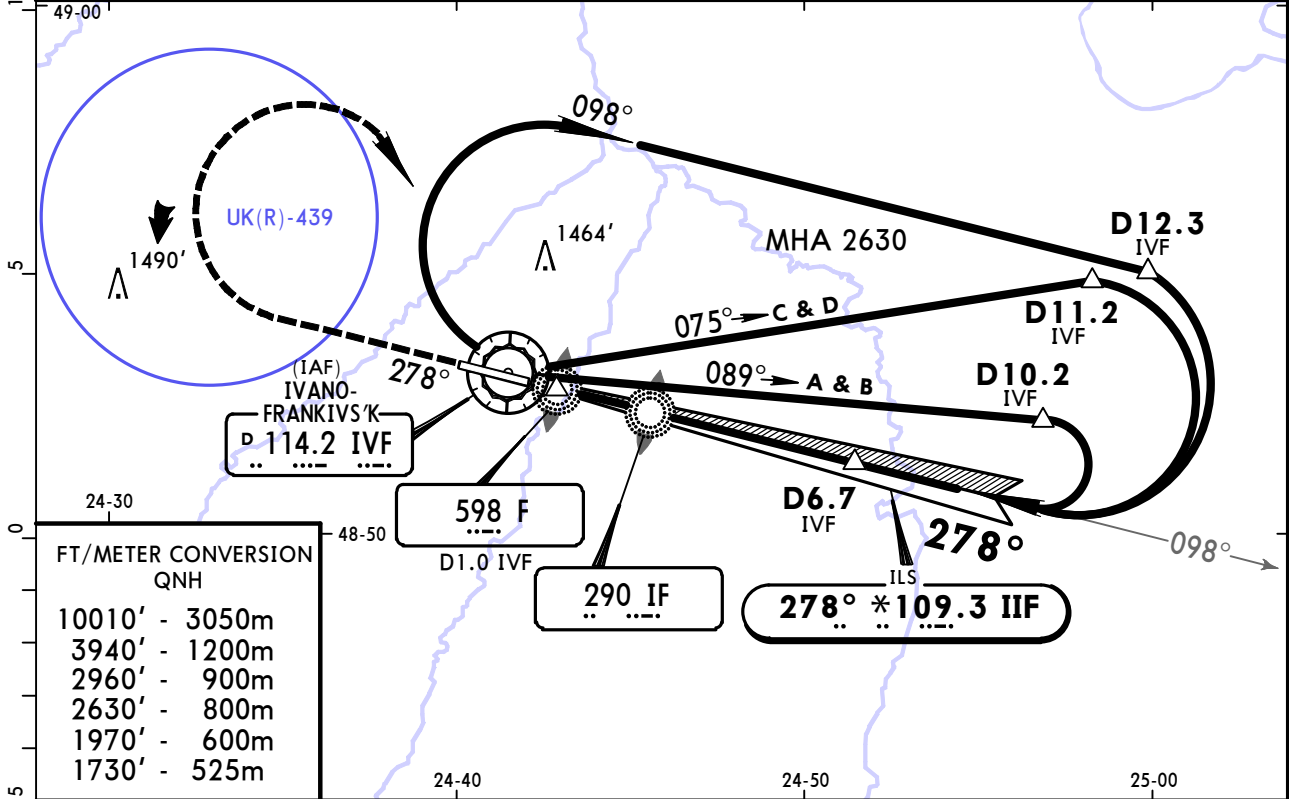 49-00
098°
UK(R)-439
1490'
1464'
MHA 2630
D12.3
IVF
5
D11.2
IVF
075° C & D
089° A & B
D10.2
IVF
278°
(IAF)
IVANO-
FRANKIVS'K
D 114.2 IVF
598 F
D1.0 IVF
D6.7
IVF
278°
098°
24-30
0
48-50
290 IF
ILS
278° *109.3 IIF
FT/METER CONVERSION
QNH
10010' - 3050m
3940' - 1200m
2960' - 900m
2630' - 800m
1970' - 600m
1730' - 525m
5
24-40
24-50
25-00